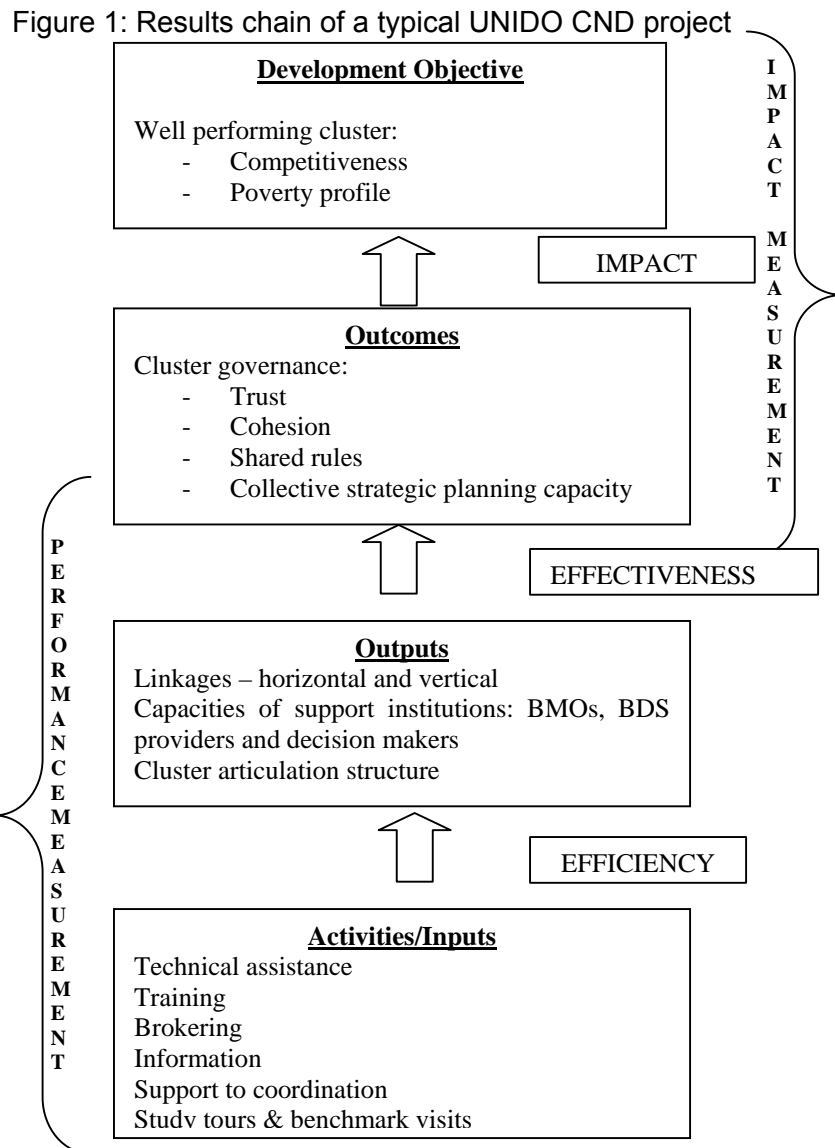 Figure 1: Results chain of a typical UNIDO CND project
Development Objective
Well performing cluster:
- Competitiveness
- Poverty profile
IMPACT
IMPACT MEASUREMENT
Outcomes
Cluster governance:
- Trust
- Cohesion
- Shared rules
- Collective strategic planning capacity
EFFECTIVENESS
PERFORMANCEMEASUREMENT
Outputs
Linkages – horizontal and vertical
Capacities of support institutions: BMOs, BDS
providers and decision makers
Cluster articulation structure
EFFICIENCY
Activities/Inputs
Technical assistance
Training
Brokering
Information
Support to coordination
Study tours & benchmark visits